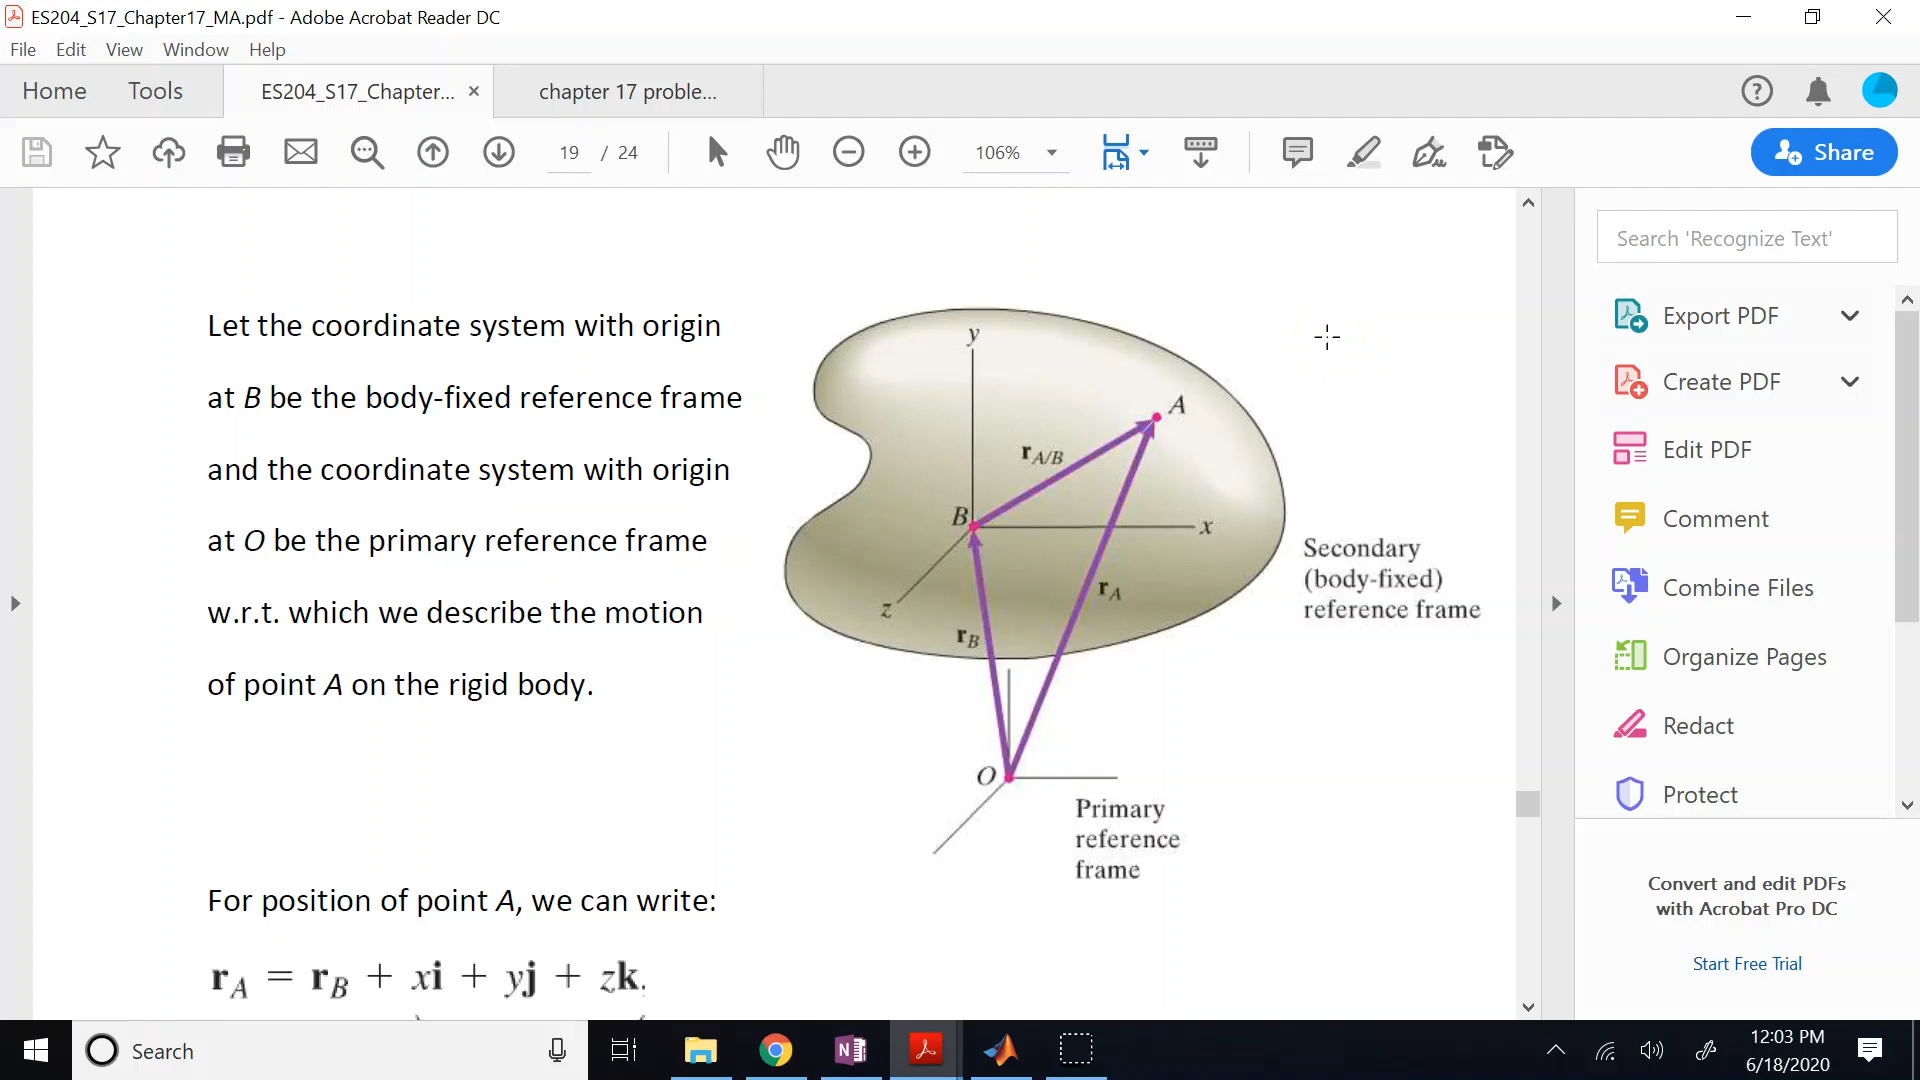 ES204_S17_Chapter17_MA.pdf - Adobe Acrobat Reader DC
File Edit View Window Help
Home Tools ES204_S17_Chapter... × chapter 17 proble...
19 / 24 106% Share
Let the coordinate system with origin
at B be the body-fixed reference frame
and the coordinate system with origin
at O be the primary reference frame
w.r.t. which we describe the motion
of point A on the rigid body.
y
A
r_{A/B}
B
x
z
r_A
r_B
O
Secondary
(body-fixed)
reference frame
Primary
reference
frame
For position of point A, we can write:
r_A = r_B + xi + yj + zk.
Search 'Recognize Text'
Export PDF
Create PDF
Edit PDF
Comment
Combine Files
Organize Pages
Redact
Protect
Convert and edit PDFs
with Acrobat Pro DC
Start Free Trial
Search
12:03 PM
6/18/2020